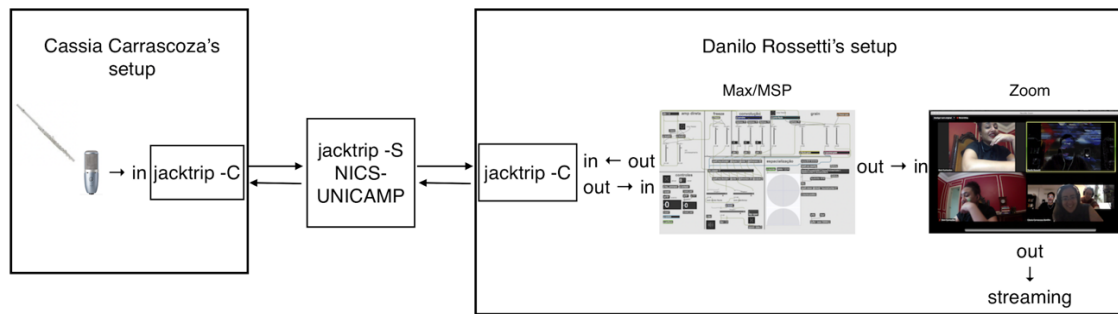 Cassia Carrascoza's
setup
→ in
jacktrip -C
jacktrip -S
NICS-
UNICAMP
Danilo Rossetti's setup
jacktrip -C
in ← out
out → in
Max/MSP
out → in
Zoom
out
↓
streaming